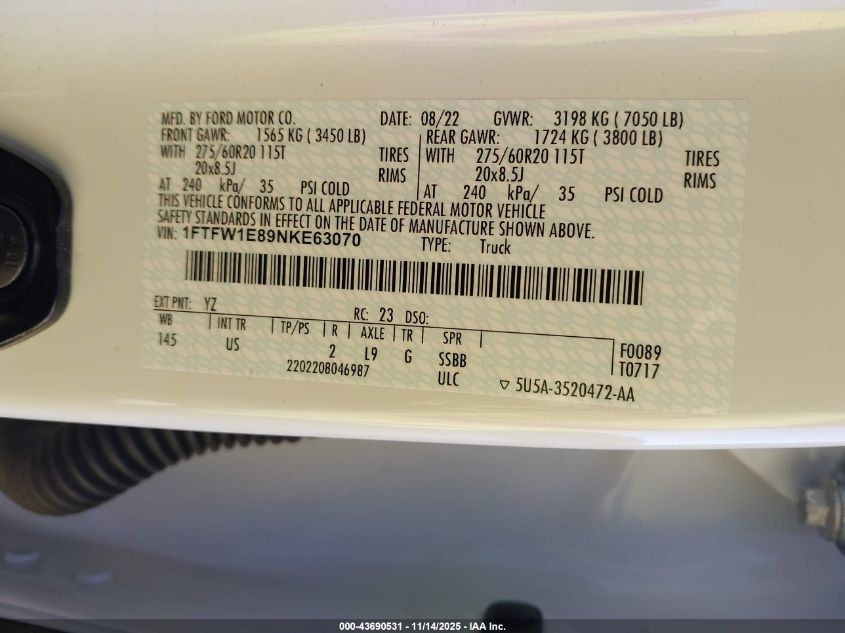 MFD. BY FORD MOTOR CO. DATE: 08/22 GVWR: 3198 KG ( 7050 LB)
FRONT GAWR: 1565 KG ( 3450 LB) REAR GAWR: 1724 KG ( 3800 LB)
WITH 275/60R20 115T TIRES WITH 275/60R20 115T TIRES
20x8.5J RIMS 20x8.5J RIMS
AT 240 kPa/ 35 PSI COLD AT 240 kPa/ 35 PSI COLD
THIS VEHICLE CONFORMS TO ALL APPLICABLE FEDERAL MOTOR VEHICLE
SAFETY STANDARDS IN EFFECT ON THE DATE OF MANUFACTURE SHOWN ABOVE.
VIN: 1FTFW1E89NKE63070 TYPE: Truck
EXT PNT: YZ RC: 23 DSO:
WB INT TR TP/PS R AXLE TR SPR F0089
145 US 2 L9 G SSBB T0717
2202208046987 ULC ▽ 5U5A-3520472-AA
000-43690531 - 11/14/2025 - IAA Inc.